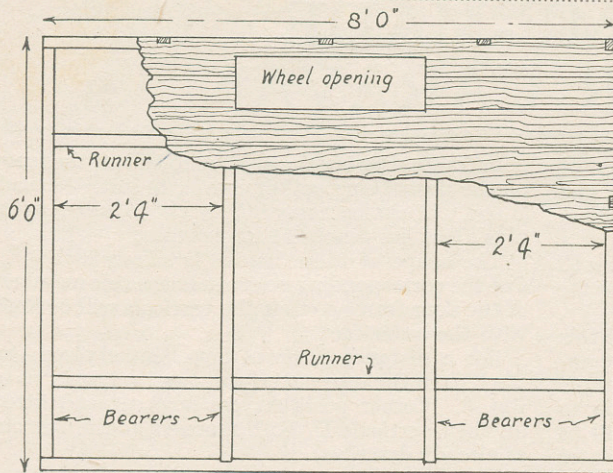 8' 0"
Wheel opening
Runner
6'0"
2' 4"
2' 4"
Runner
Bearers
Bearers